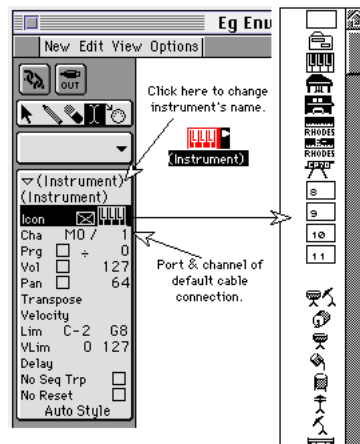 Eg Env
New Edit View Options
OUT
Click here to change
instrument's name.
(Instrument)
(Instrument)
(Instrument)
Icon
Cha M0 / 1
Prg ÷ 0
Vol 127
Pan 64
Transpose
Velocity
Lim C-2 G8
VLim 0 127
Delay
No Seq Trp
No Reset
Auto Style
Port & channel of
default cable
connection.
RHODES
RHODES
CP70
8
9
10
11